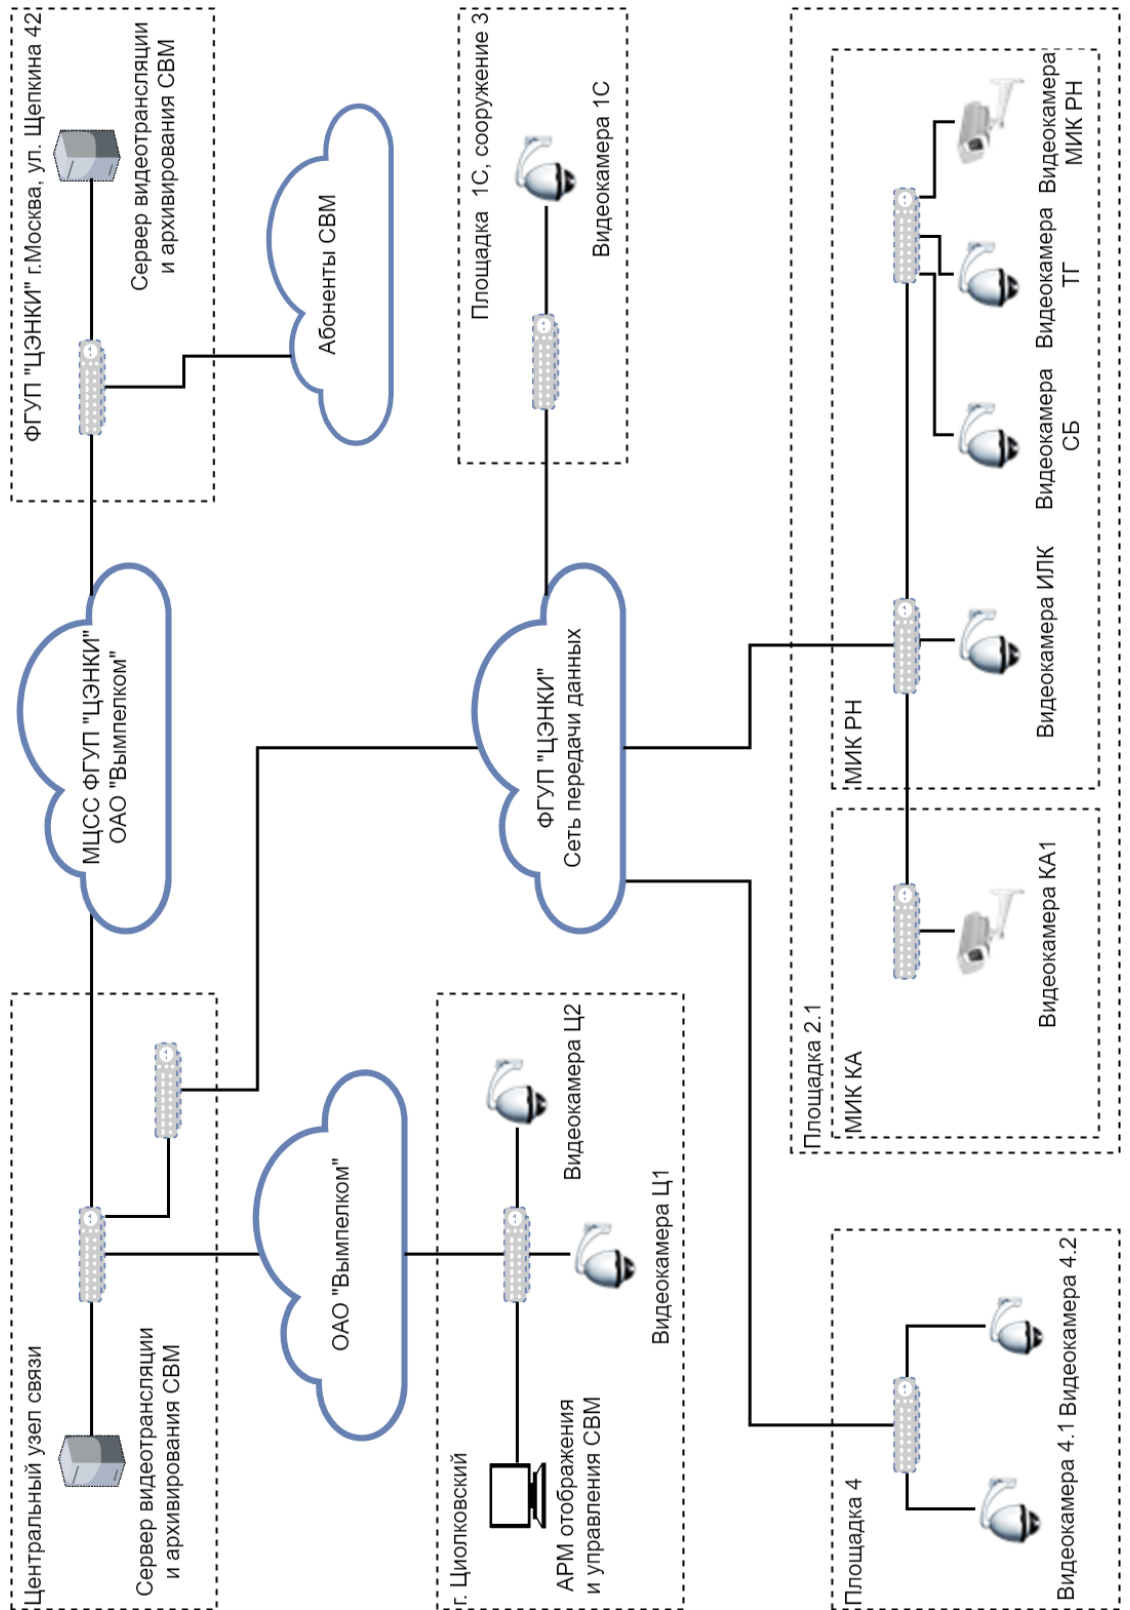 Центральный узел связи
Сервер видеотрансляции
и архивирования СВМ
МЦСС ФГУП "ЦЭНКИ"
ОАО "Вымпелком"
ФГУП "ЦЭНКИ" г.Москва, ул. Щепкина 42
Сервер видеотрансляции
и архивирования СВМ
Абоненты СВМ
ОАО "Вымпелком"
г. Циолковский
АРМ отображения
и управления СВМ
Видеокамера Ц2
Видеокамера Ц1
ФГУП "ЦЭНКИ"
Сеть передачи данных
Площадка 1С, сооружение 3
Видеокамера 1С
Площадка 4
Видеокамера 4.1
Видеокамера 4.2
Площадка 2.1
МИК КА
Видеокамера КА1
МИК РН
Видеокамера ИЛК
Видеокамера
СБ
Видеокамера
ТГ
Видеокамера
МИК РН